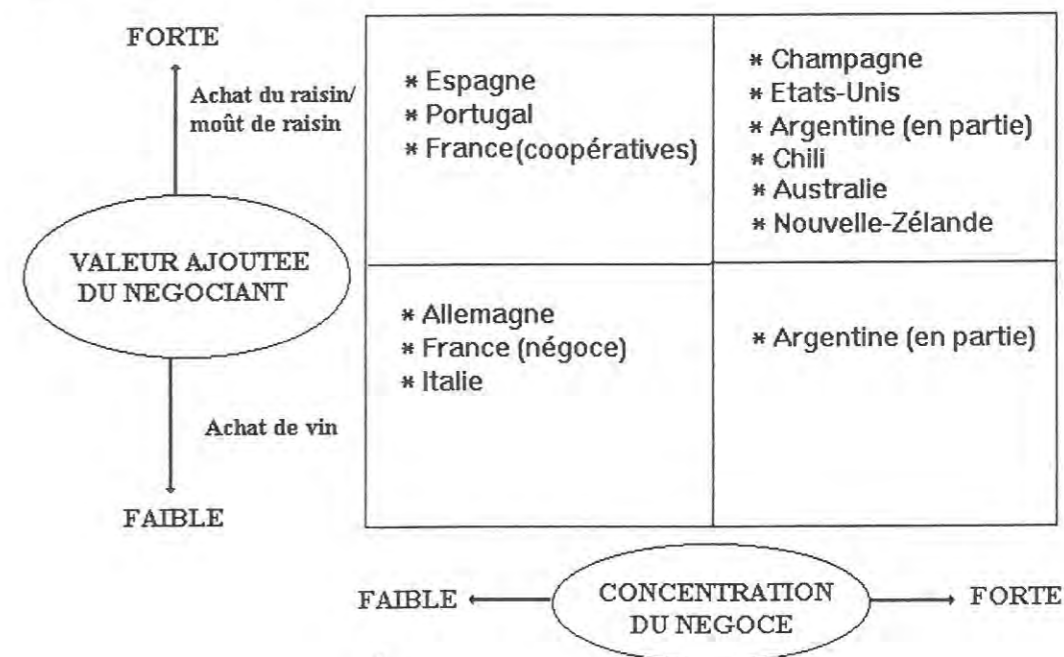 FORTE
Achat du raisin/
moût de raisin
VALEUR AJOUTEE
DU NEGOCIANT
Achat de vin
FAIBLE
* Espagne
* Portugal
* France (coopératives)
* Champagne
* Etats-Unis
* Argentine (en partie)
* Chili
* Australie
* Nouvelle-Zélande
* Allemagne
* France (négoce)
* Italie
* Argentine (en partie)
FAIBLE
CONCENTRATION
DU NEGOCE
FORTE